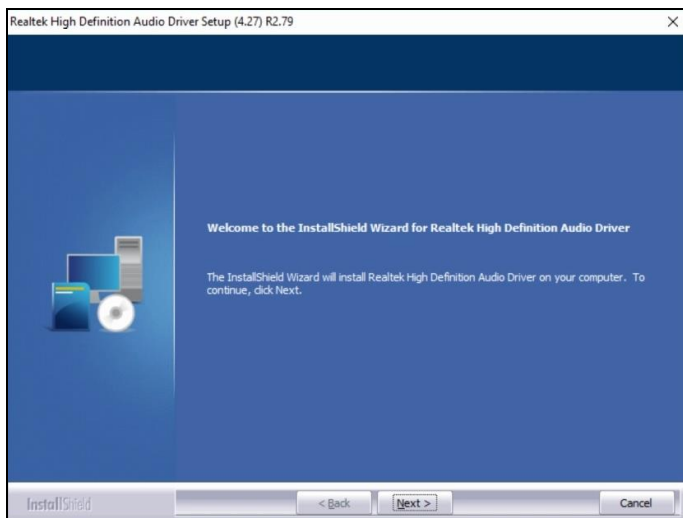 Realtek High Definition Audio Driver Setup (4.27) R2.79
Welcome to the InstallShield Wizard for Realtek High Definition Audio Driver
The InstallShield Wizard will install Realtek High Definition Audio Driver on your computer. To
continue, click Next.
InstallShield
< Back
Next >
Cancel